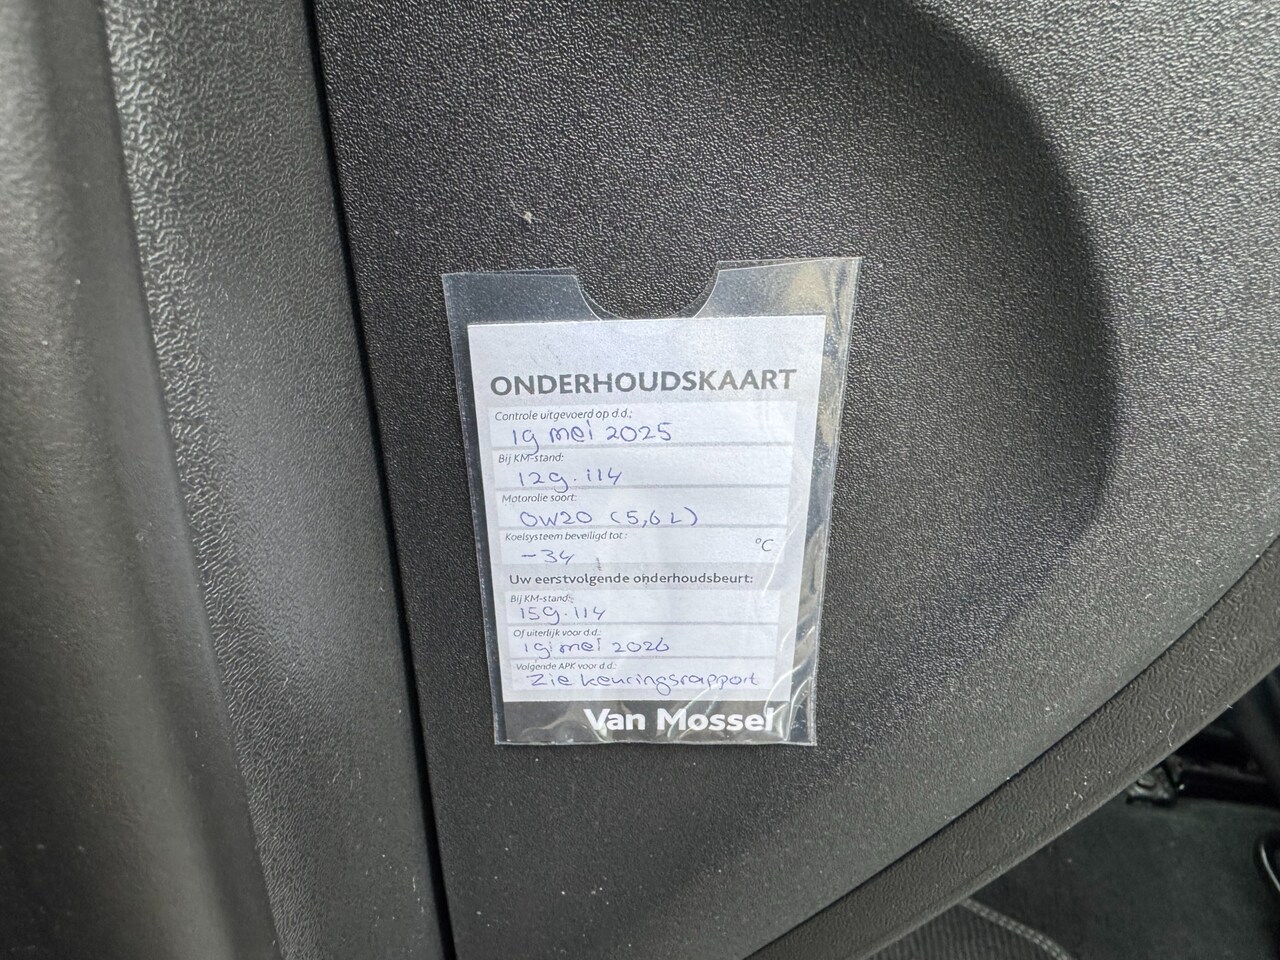 ONDERHOUDSKAART
Controle uitgevoerd op d.d.:
19 mei 2025
Bij KM-stand:
129.114
Motorolie soort:
0W20 (5,6L)
Koelsysteem beveiligd tot:
-34 °C
Uw eerstvolgende onderhoudsbeurt:
Bij KM-stand:
159.114
Of uiterlijk voor d.d.:
19 mei 2026
Volgende APK voor d.d.:
Zie keuringsrapport
Van Mossel